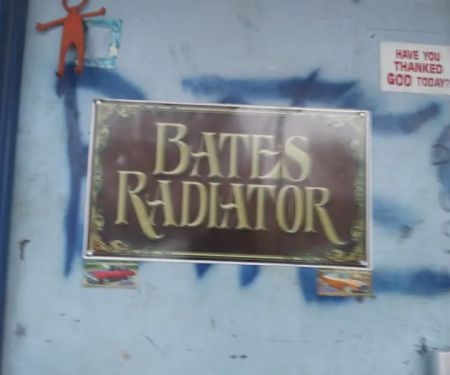 HAVE YOU
THANKED
GOD TODAY?
BATES
RADIATOR